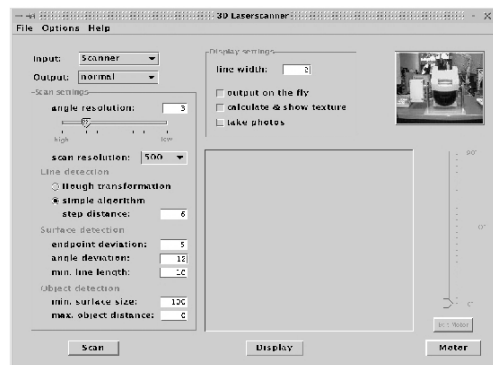 3D Laserscanner
File Options Help
Input: Scanner
Output: normal
Scan settings
angle resolution: 3
high low
scan resolution: 500
Line detection
Hough transformation
simple algorithm
step distance: 6
Surface detection
endpoint deviation: 5
angle deviation: 12
min. line length: 10
Object detection
min. surface size: 100
max. object distance: 0
Display settings
line width: 2
output on the fly
calculate & show texture
take photos
Scan
Display
Motor